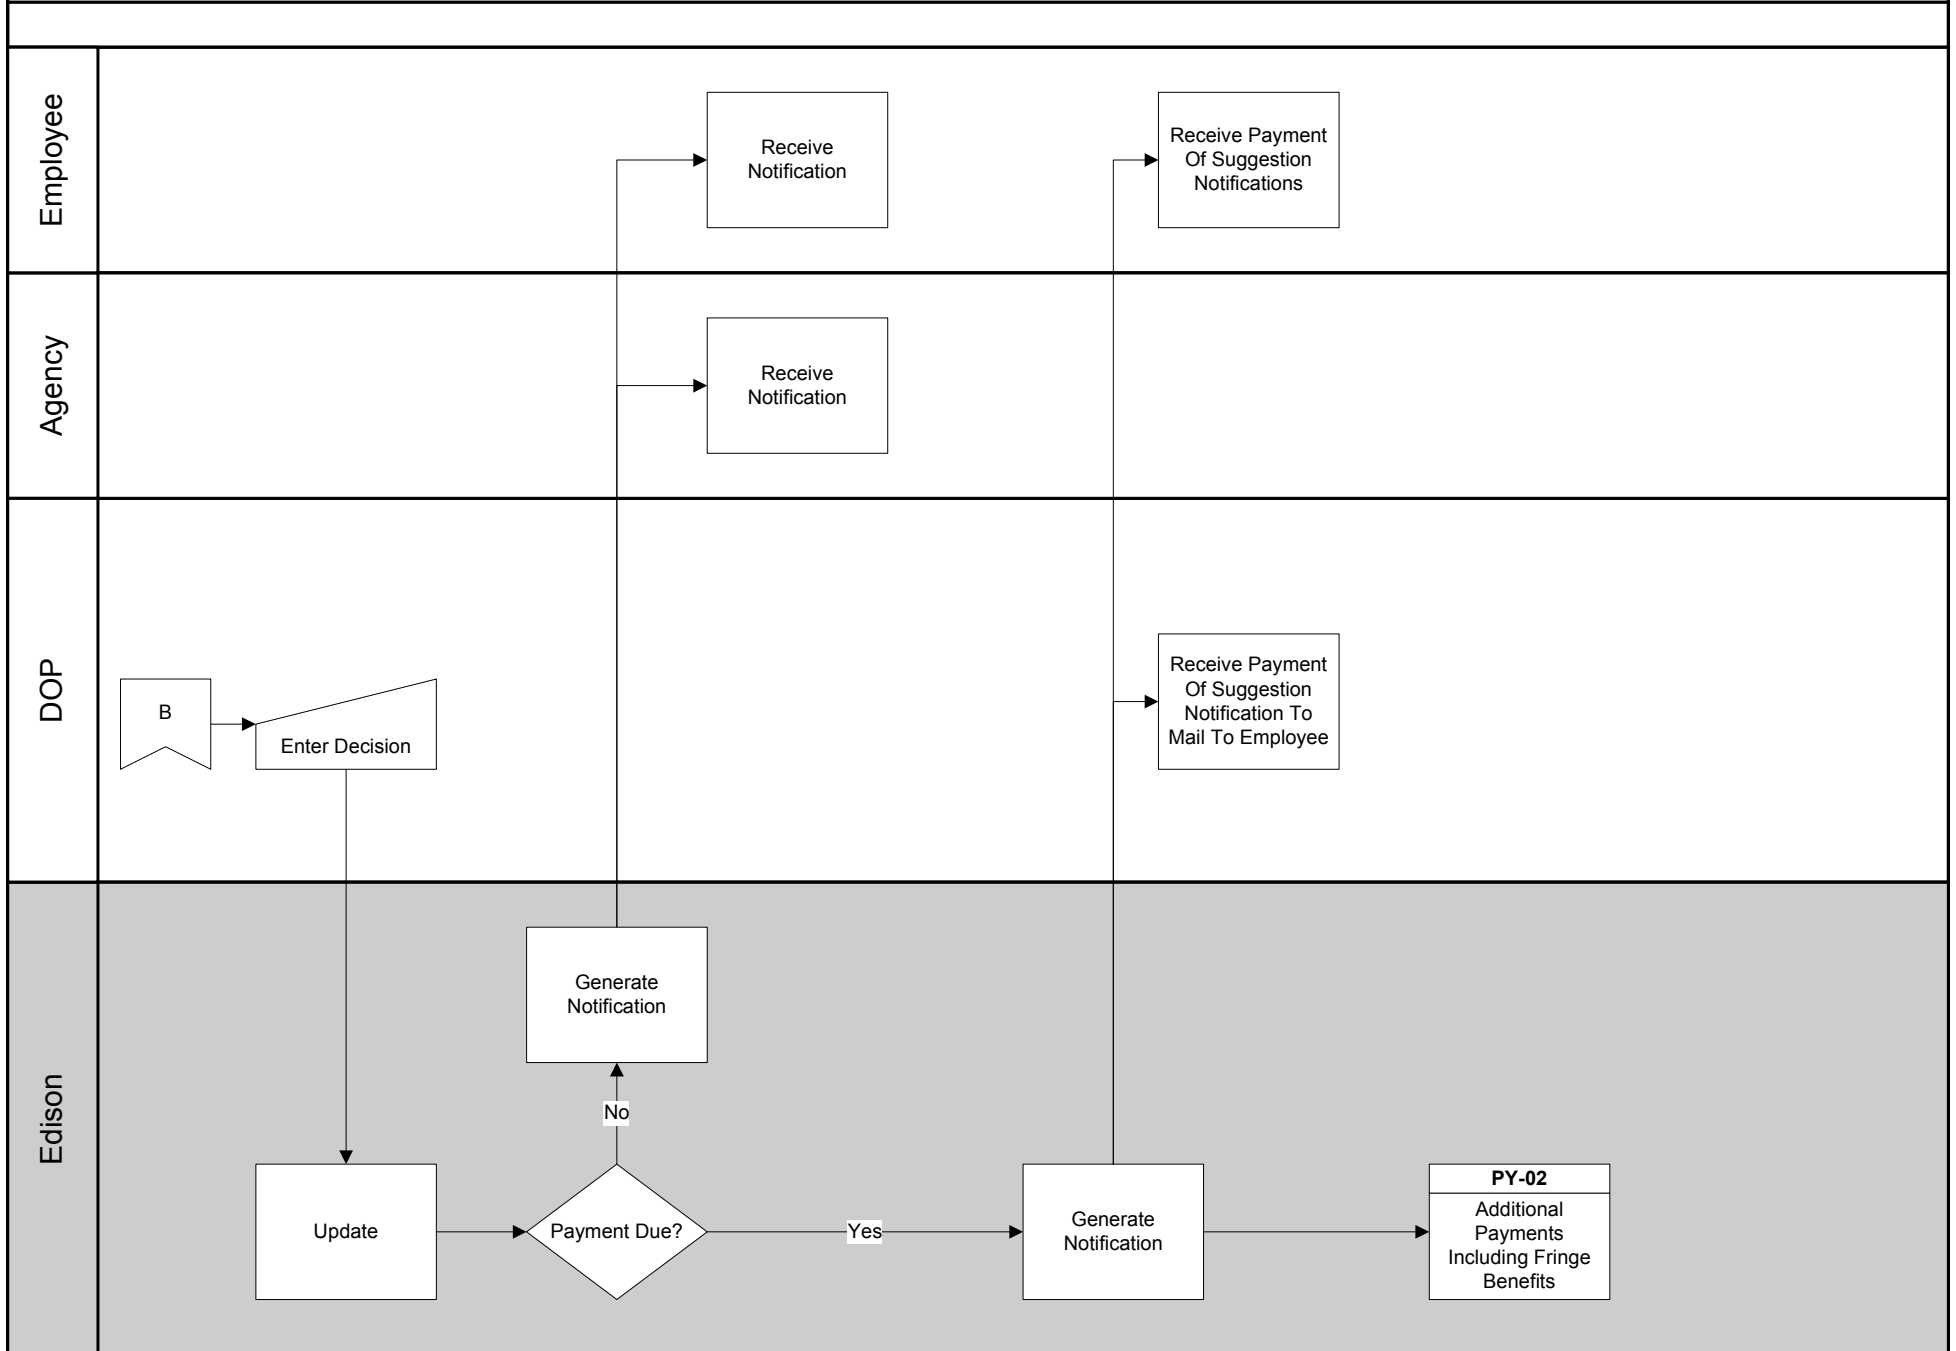 Employee
Receive
Notification
Receive Payment
Of Suggestion
Notifications
Agency
Receive
Notification
DOP
B
Enter Decision
Receive Payment
Of Suggestion
Notification To
Mail To Employee
Edison
Generate
Notification
No
Update
Payment Due?
Yes
Generate
Notification
PY-02
Additional
Payments
Including Fringe
Benefits